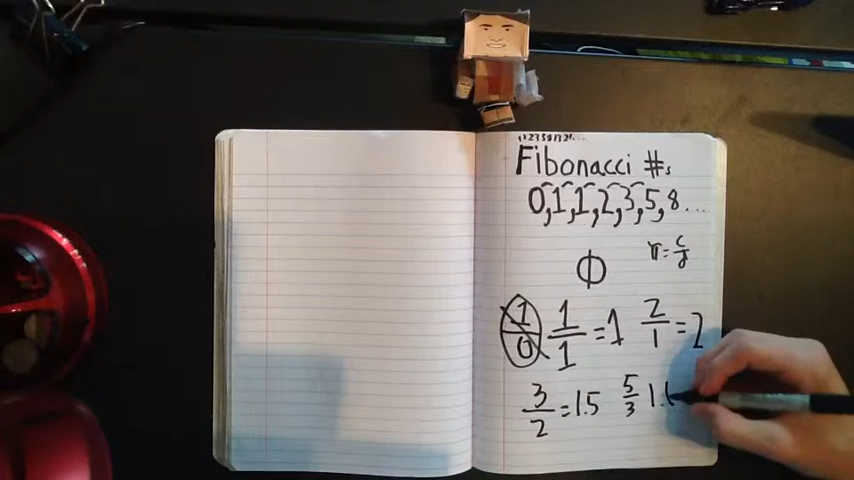 Fibonacci #s
0,1,1,2,3,5,8...
Φ π=c/d
1/0 1/1=1 2/1=2
3/2=1.5 5/3 1.